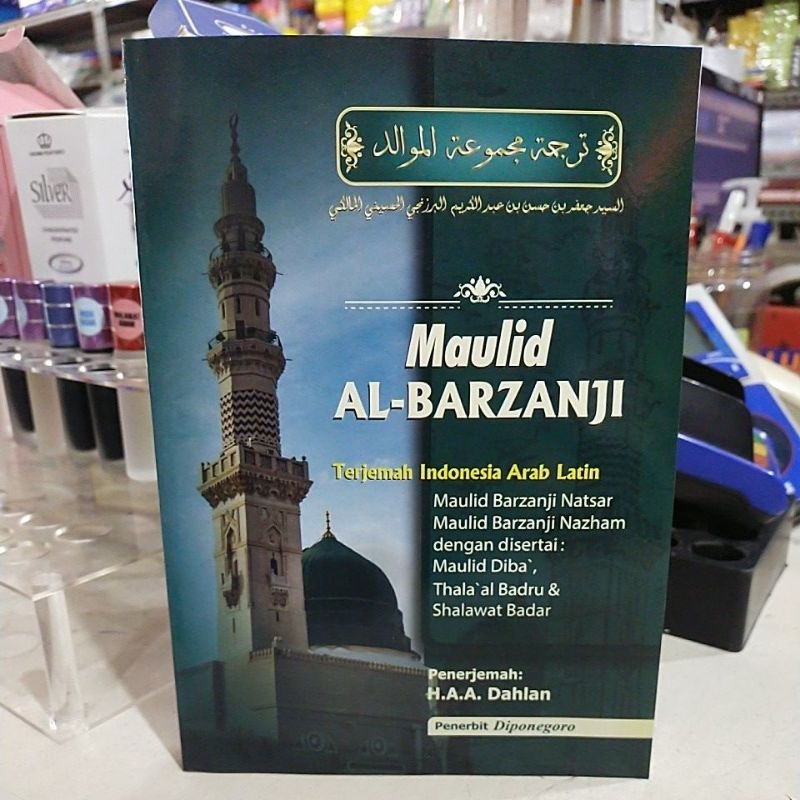 ترجمة مجموعة الموالد
السيد جعفر بن حسن بن عبد الكريم البرزنجي الحسيني المالكي
Maulid
AL-BARZANJI
Terjemah Indonesia Arab Latin
Maulid Barzanji Natsar
Maulid Barzanji Nazham
dengan disertai:
Maulid Diba`,
Thala`al Badru &
Shalawat Badar
Penerjemah:
H.A.A. Dahlan
Penerbit Diponegoro
Silver